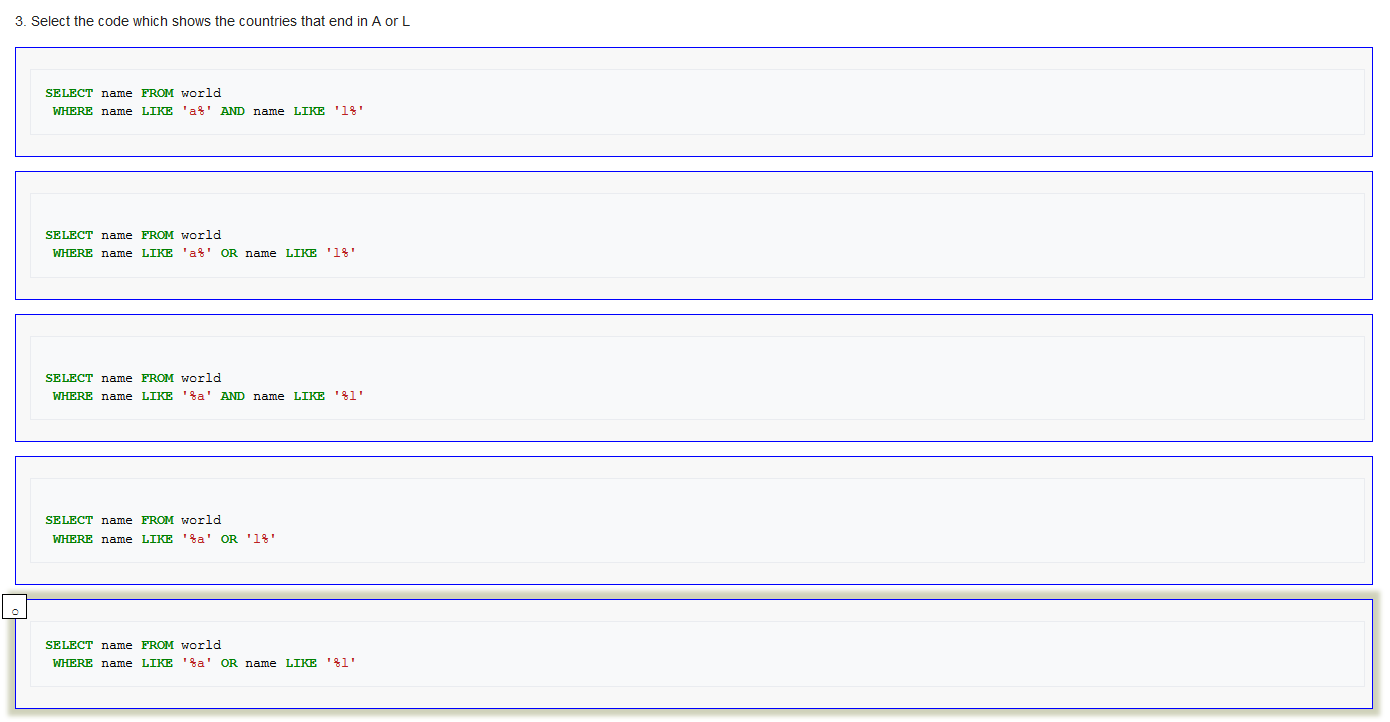 3. Select the code which shows the countries that end in A or L
SELECT name FROM world
WHERE name LIKE 'a%' AND name LIKE 'l%'
SELECT name FROM world
WHERE name LIKE 'a%' OR name LIKE 'l%'
SELECT name FROM world
WHERE name LIKE '%a' AND name LIKE '%l'
SELECT name FROM world
WHERE name LIKE '%a' OR 'l%'
SELECT name FROM world
WHERE name LIKE '%a' OR name LIKE '%l'